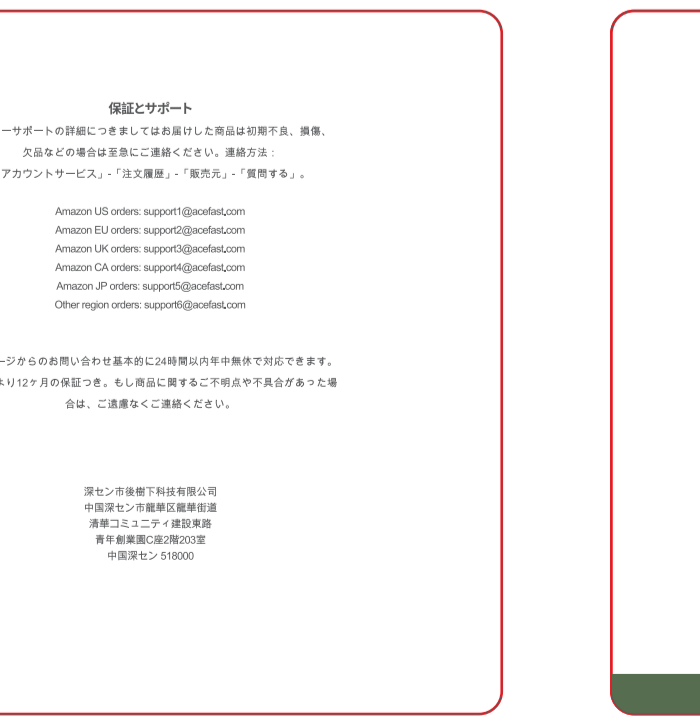 保証とサポート
ーサポートの詳細につきましてはお届けした商品は初期不良、損傷、
欠品などの場合は至急にご連絡ください。連絡方法：
アカウントサービス」-「注文履歴」-「販売元」-「質問する」。
Amazon US orders: support1@acefast.com
Amazon EU orders: support2@acefast.com
Amazon UK orders: support3@acefast.com
Amazon CA orders: support4@acefast.com
Amazon JP orders: support5@acefast.com
Other region orders: support6@acefast.com
ージからのお問い合わせ基本的に24時間以内年中無休で対応できます。
より12ヶ月の保証つき。もし商品に関するご不明点や不具合があった場
合は、ご遠慮なくご連絡ください。
深セン市後樹下科技有限公司
中国深セン市龍華区龍華街道
清華コミュニティ建設東路
青年創業園C座2階203室
中国深セン 518000